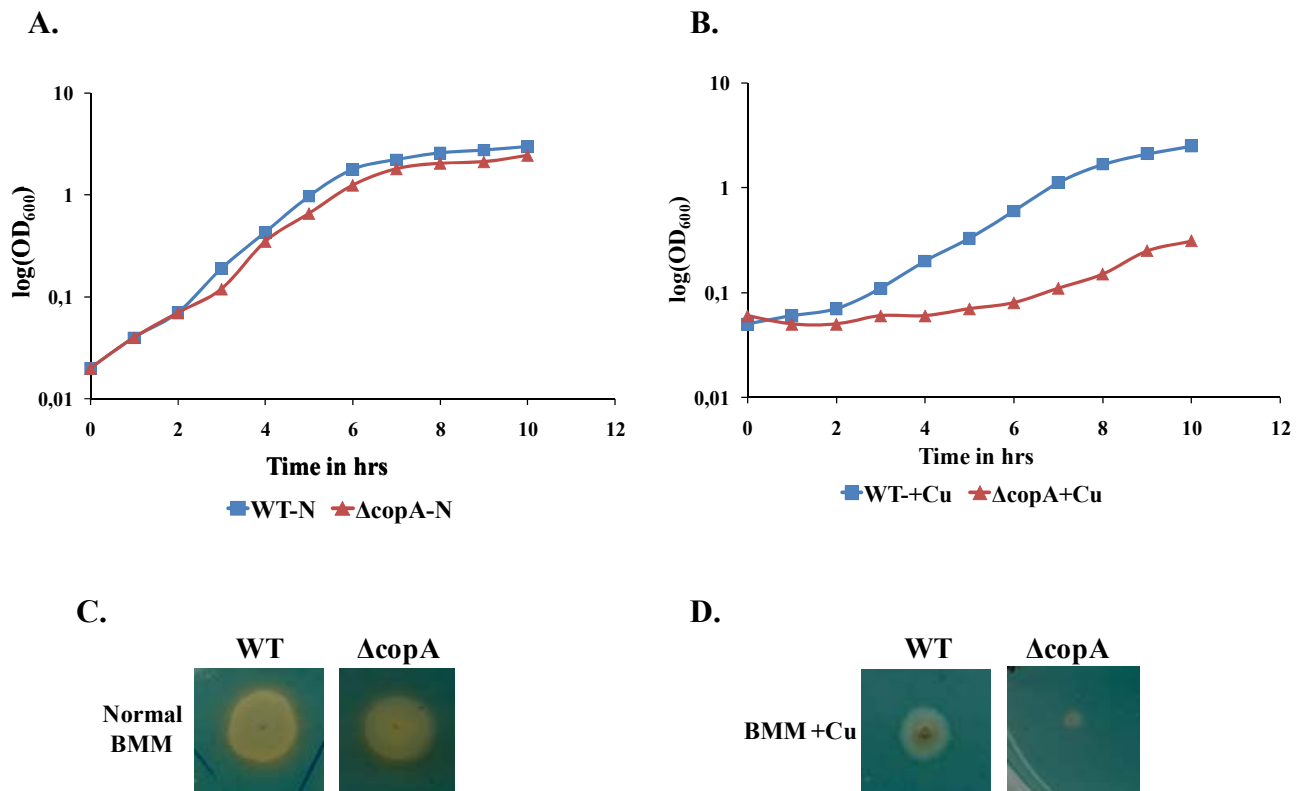 A.
10
1
0,1
0,01
log(OD600)
0 2 4 6 8 10 12
Time in hrs
WT-N ΔcopA-N
B.
10
1
0,1
0,01
log(OD600)
0 2 4 6 8 10 12
Time in hrs
WT-+Cu ΔcopA+Cu
C.
WT ΔcopA
Normal
BMM
D.
WT ΔcopA
BMM +Cu